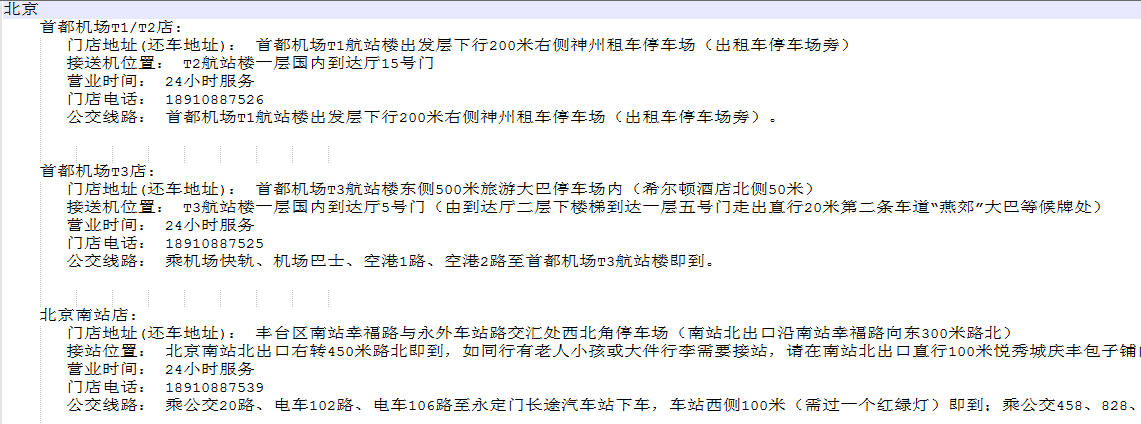 北京
首都机场T1/T2店：
门店地址(还车地址)： 首都机场T1航站楼出发层下行200米右侧神州租车停车场（出租车停车场旁）
接送机位置： T2航站楼一层国内到达厅15号门
营业时间： 24小时服务
门店电话： 18910887526
公交线路： 首都机场T1航站楼出发层下行200米右侧神州租车停车场（出租车停车场旁）。
首都机场T3店：
门店地址(还车地址)： 首都机场T3航站楼东侧500米旅游大巴停车场内（希尔顿酒店北侧50米）
接送机位置： T3航站楼一层国内到达厅5号门（由到达厅二层下楼梯到达一层五号门走出直行20米第二条车道“燕郊”大巴等候牌处）
营业时间： 24小时服务
门店电话： 18910887525
公交线路： 乘机场快轨、机场巴士、空港1路、空港2路至首都机场T3航站楼即到。
北京南站店：
门店地址(还车地址)： 丰台区南站幸福路与永外车站路交汇处西北角停车场（南站北出口沿南站幸福路向东300米路北）
接站位置： 北京南站北出口右转450米路北即到，如同行有老人小孩或大件行李需要接站，请在南站北出口直行100米悦秀城庆丰包子铺
营业时间： 24小时服务
门店电话： 18910887539
公交线路： 乘公交20路、电车102路、电车106路至永定门长途汽车站下车，车站西侧100米（需过一个红绿灯）即到；乘公交458、828、